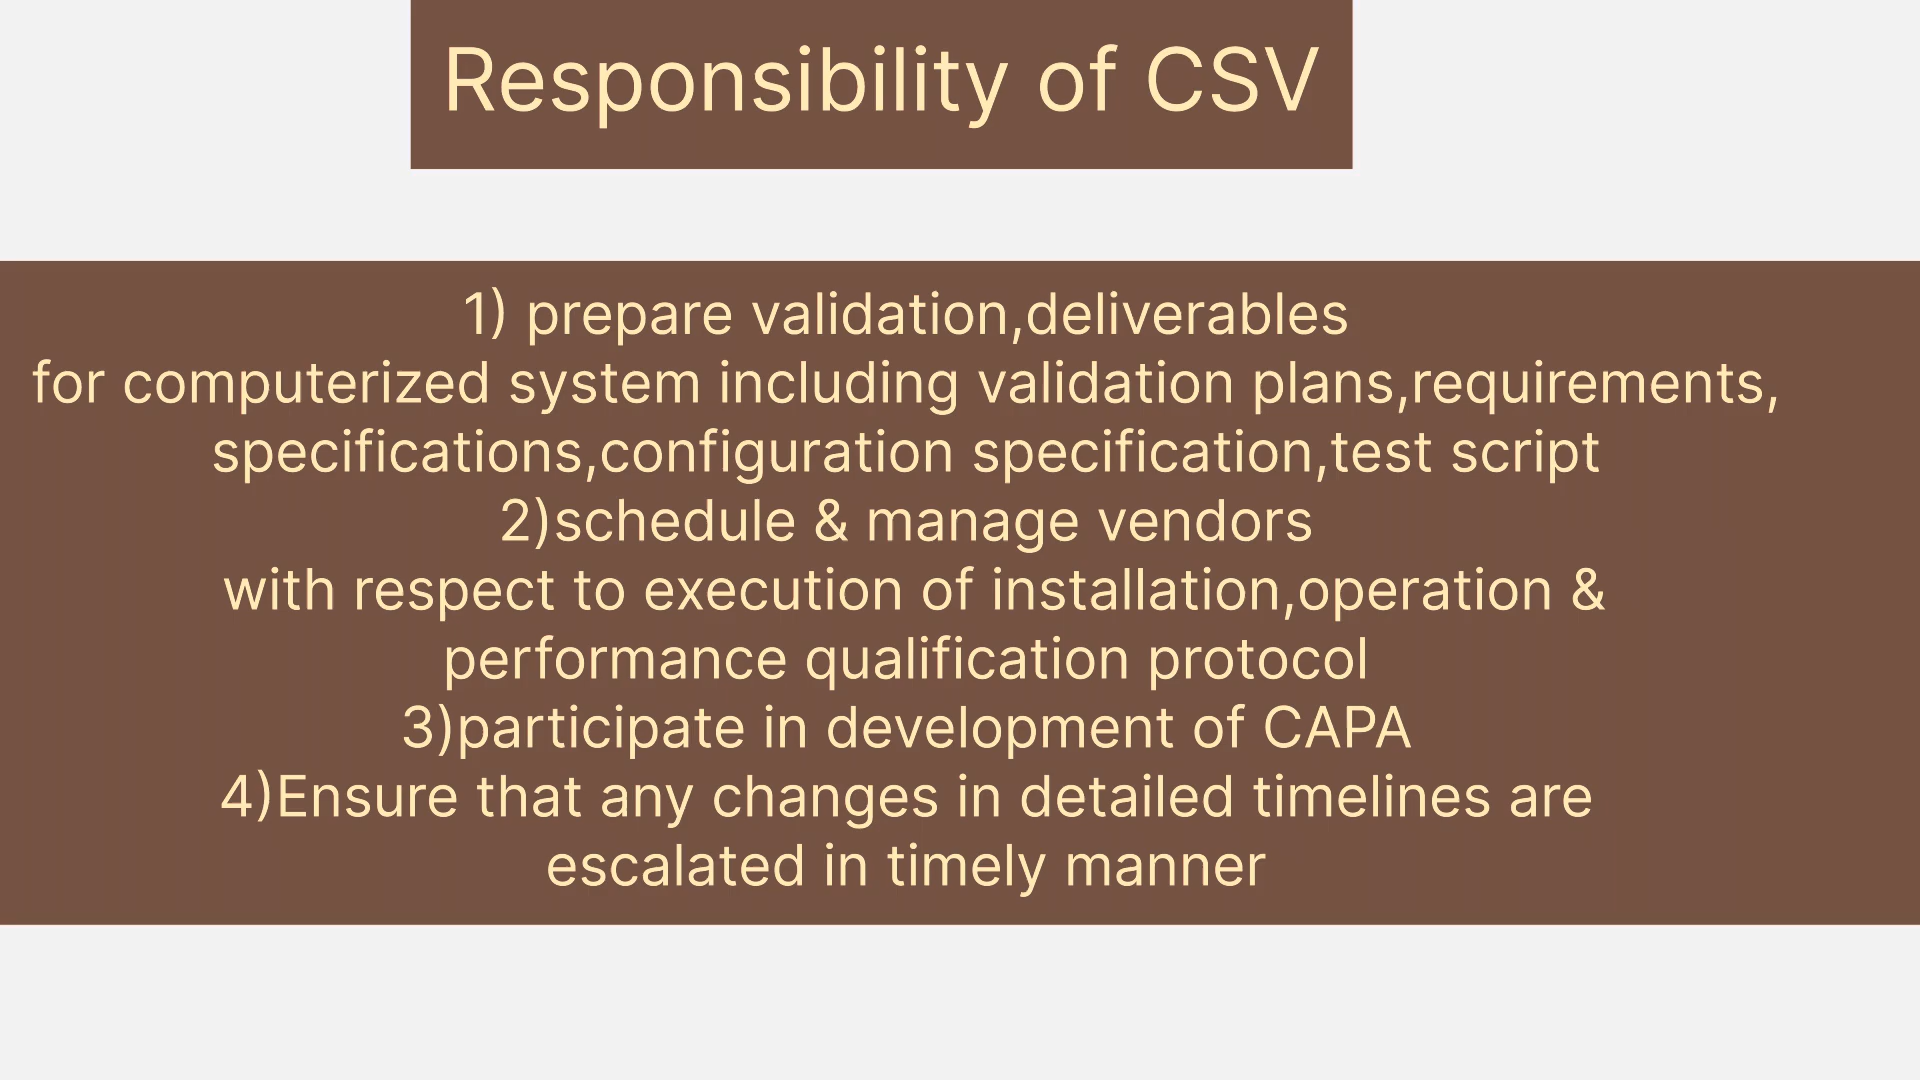 Responsibility of CSV
1) prepare validation,deliverables
for computerized system including validation plans,requirements,
specifications,configuration specification,test script
2)schedule & manage vendors
with respect to execution of installation,operation &
performance qualification protocol
3)participate in development of CAPA
4)Ensure that any changes in detailed timelines are
escalated in timely manner